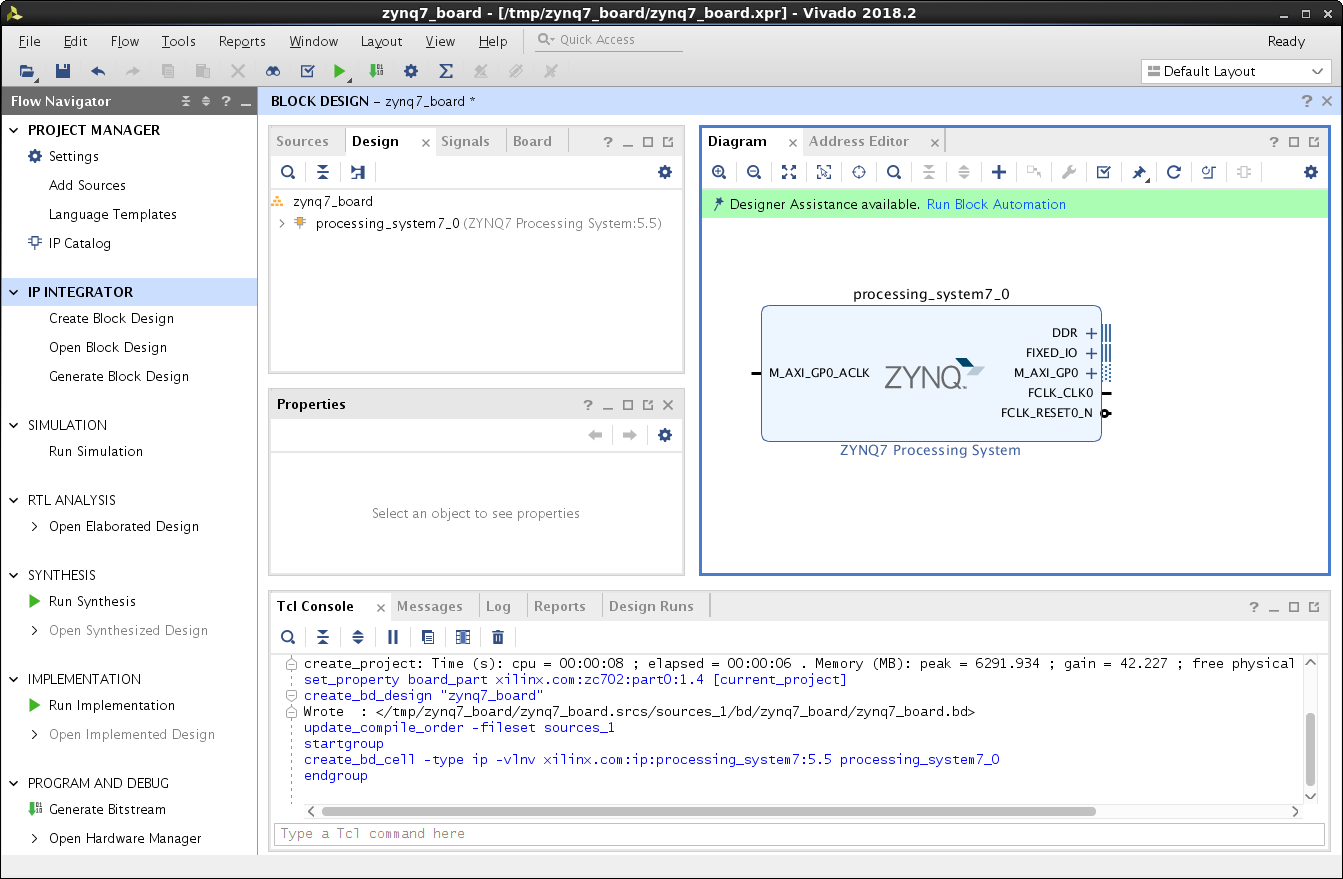 zynq7_board - [/tmp/zynq7_board/zynq7_board.xpr] - Vivado 2018.2
File Edit Flow Tools Reports Window Layout View Help Quick Access Ready
Default Layout
Flow Navigator
PROJECT MANAGER
Settings
Add Sources
Language Templates
IP Catalog
IP INTEGRATOR
Create Block Design
Open Block Design
Generate Block Design
SIMULATION
Run Simulation
RTL ANALYSIS
Open Elaborated Design
SYNTHESIS
Run Synthesis
Open Synthesized Design
IMPLEMENTATION
Run Implementation
Open Implemented Design
PROGRAM AND DEBUG
Generate Bitstream
Open Hardware Manager
BLOCK DESIGN – zynq7_board *
Sources Design Signals Board
zynq7_board
processing_system7_0 (ZYNQ7 Processing System:5.5)
Properties
Select an object to see properties
Diagram Address Editor
Designer Assistance available. Run Block Automation
processing_system7_0
DDR
FIXED_IO
M_AXI_GP0_ACLK ZYNQ M_AXI_GP0
FCLK_CLK0
FCLK_RESET0_N
ZYNQ7 Processing System
Tcl Console Messages Log Reports Design Runs
create_project: Time (s): cpu = 00:00:08 ; elapsed = 00:00:06 . Memory (MB): peak = 6291.934 ; gain = 42.227 ; free physical
set_property board_part xilinx.com:zc702:part0:1.4 [current_project]
create_bd_design "zynq7_board"
Wrote  : </tmp/zynq7_board/zynq7_board.srcs/sources_1/bd/zynq7_board/zynq7_board.bd>
update_compile_order -fileset sources_1
startgroup
create_bd_cell -type ip -vlnv xilinx.com:ip:processing_system7:5.5 processing_system7_0
endgroup
Type a Tcl command here